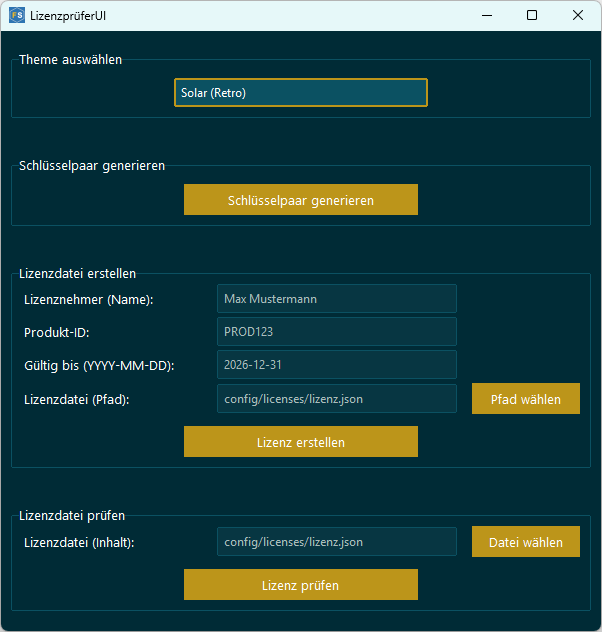 FS LizenzprüferUI
Theme auswählen
Solar (Retro)
Schlüsselpaar generieren
Schlüsselpaar generieren
Lizenzdatei erstellen
Lizenznehmer (Name): Max Mustermann
Produkt-ID: PROD123
Gültig bis (YYYY-MM-DD): 2026-12-31
Lizenzdatei (Pfad): config/licenses/lizenz.json Pfad wählen
Lizenz erstellen
Lizenzdatei prüfen
Lizenzdatei (Inhalt): config/licenses/lizenz.json Datei wählen
Lizenz prüfen